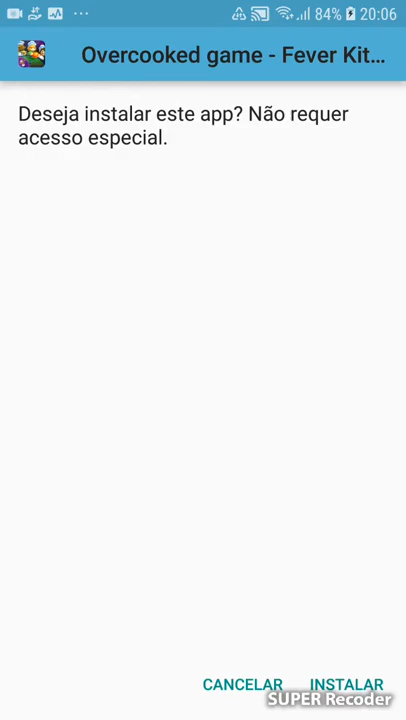 84% 20:06
Overcooked game - Fever Kit...
Deseja instalar este app? Não requer
acesso especial.
CANCELAR INSTALAR
SUPER Recoder